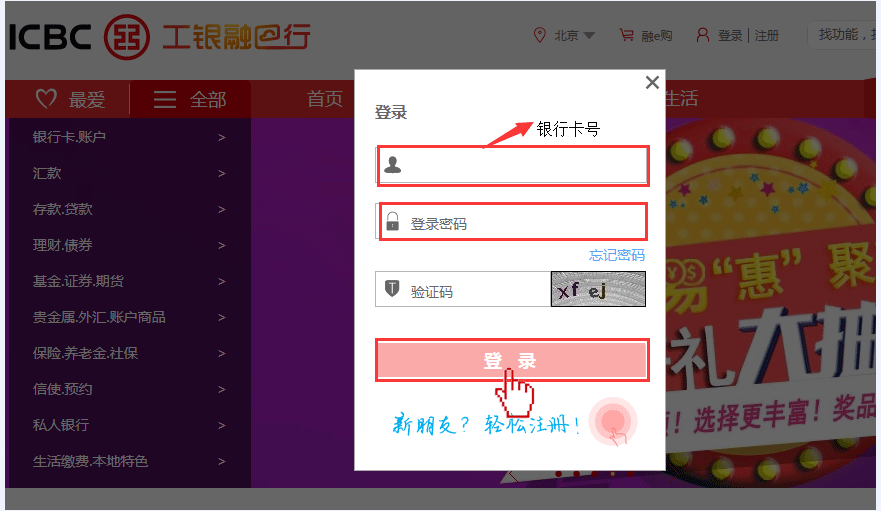 ICBC 工银融e行
北京 融e购 登录 | 注册 找功能，
最爱 全部 首页 生活
登录
银行卡号
登录密码
忘记密码
验证码 xf ej
登 录
新朋友？轻松注册！
银行卡.账户 >
汇款 >
存款.贷款 >
理财.债券 >
基金.证券.期货 >
贵金属.外汇.账户商品 >
保险.养老金.社保 >
信使.预约 >
私人银行 >
生活缴费.本地特色 >
易“惠”聚
礼大抽
！选择更丰富！奖品